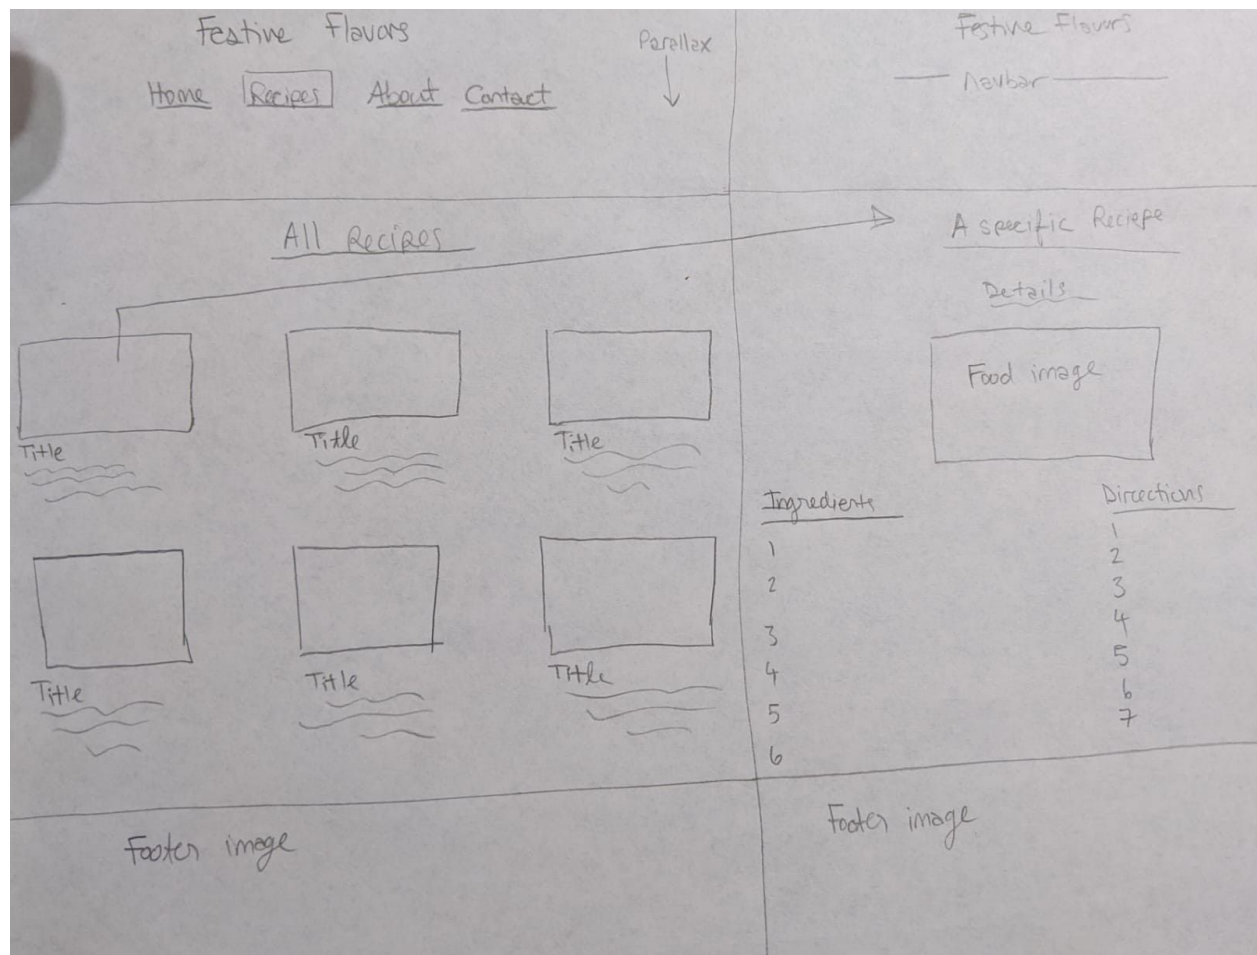 Festive Flavors
Parallax
Home Recipes About Contact
All Recipes
Title
Title
Title
Title
Title
Title
Footer image
Festive Flavors
Navbar
A specific Reciepe
Details
Food image
Ingredients
1
2
3
4
5
6
Directions
1
2
3
4
5
6
7
Footer image